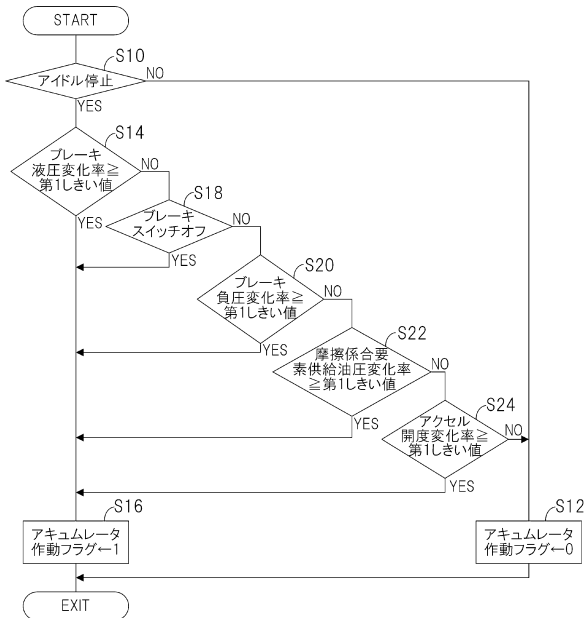 START
S10
アイドル停止
NO
YES
S14
ブレーキ
液圧変化率≧
第1しきい値
NO
YES
S18
ブレーキ
スイッチオフ
NO
YES
S20
ブレーキ
負圧変化率≧
第1しきい値
NO
YES
S22
摩擦係合要
素供給油圧変化率
≧第1しきい値
NO
YES
S24
アクセル
開度変化率≧
第1しきい値
NO
YES
S16
アキュムレータ
作動フラグ←1
S12
アキュムレータ
作動フラグ←0
EXIT